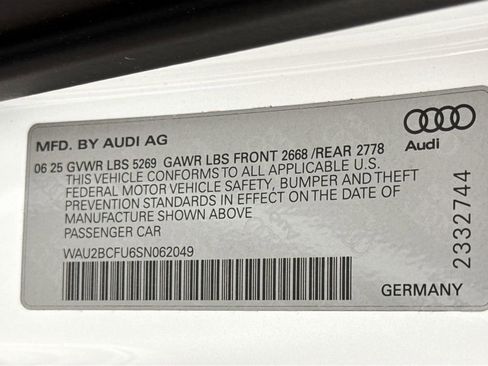 MFD. BY AUDI AG
06 25 GVWR LBS 5269 GAWR LBS FRONT 2668 /REAR 2778
THIS VEHICLE CONFORMS TO ALL APPLICABLE U.S.
FEDERAL MOTOR VEHICLE SAFETY, BUMPER AND THEFT
PREVENTION STANDARDS IN EFFECT ON THE DATE OF
MANUFACTURE SHOWN ABOVE
PASSENGER CAR
WAU2BCFU6SN062049
Audi
2332744
GERMANY